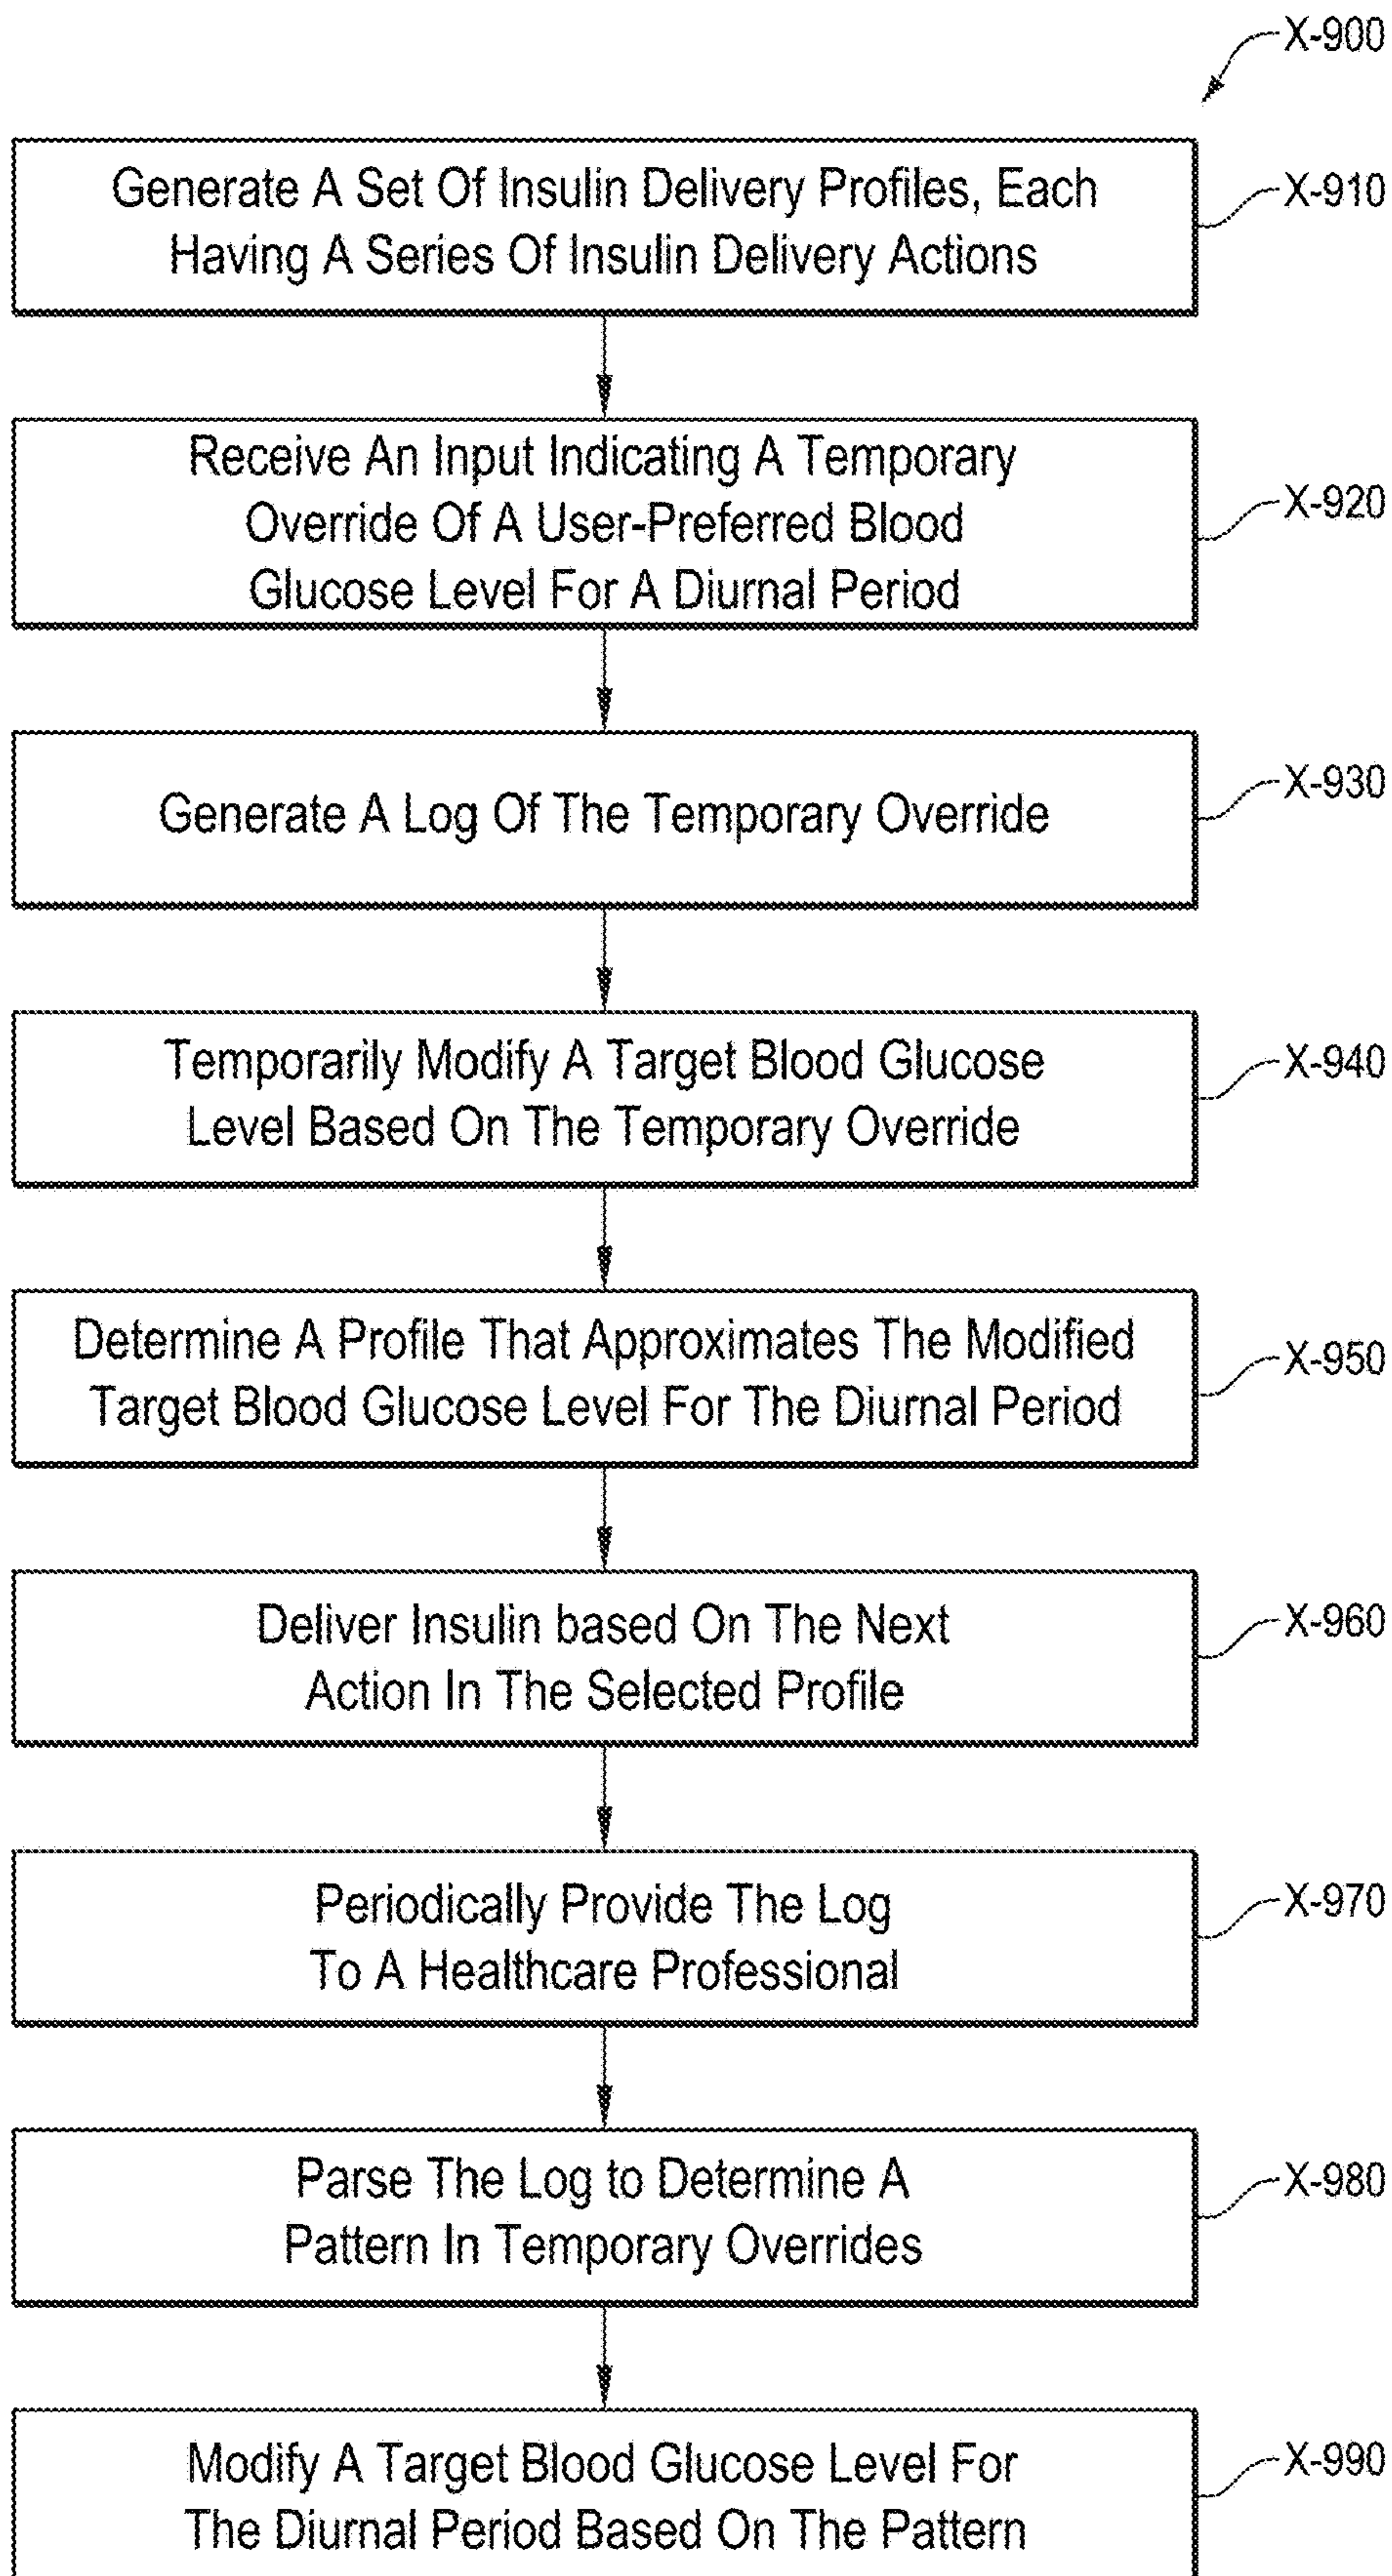 X-900
Generate A Set Of Insulin Delivery Profiles, Each
Having A Series Of Insulin Delivery Actions
X-910
Receive An Input Indicating A Temporary
Override Of A User-Preferred Blood
Glucose Level For A Diurnal Period
X-920
Generate A Log Of The Temporary Override
X-930
Temporarily Modify A Target Blood Glucose
Level Based On The Temporary Override
X-940
Determine A Profile That Approximates The Modified
Target Blood Glucose Level For The Diurnal Period
X-950
Deliver Insulin based On The Next
Action In The Selected Profile
X-960
Periodically Provide The Log
To A Healthcare Professional
X-970
Parse The Log to Determine A
Pattern In Temporary Overrides
X-980
Modify A Target Blood Glucose Level For
The Diurnal Period Based On The Pattern
X-990